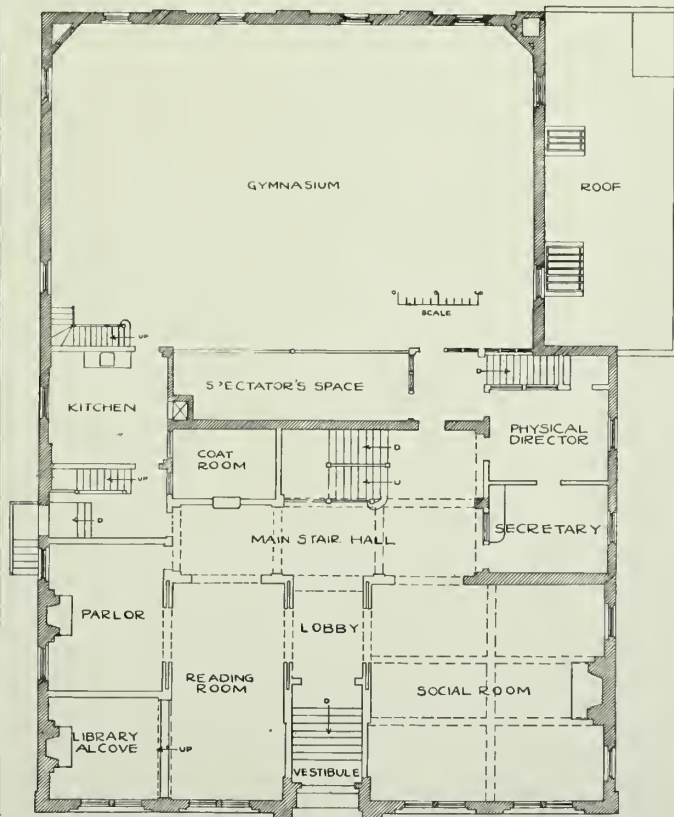 GYMNASIUM
ROOF
SCALE
UP
SPECTATOR'S SPACE
D
KITCHEN
PHYSICAL
DIRECTOR
COAT
ROOM
D
U
UP
SECRETARY
D
MAIN STAIR HALL
PARLOR
LOBBY
READING
ROOM
SOCIAL ROOM
D
LIBRARY
ALCOVE
UP
VESTIBULE